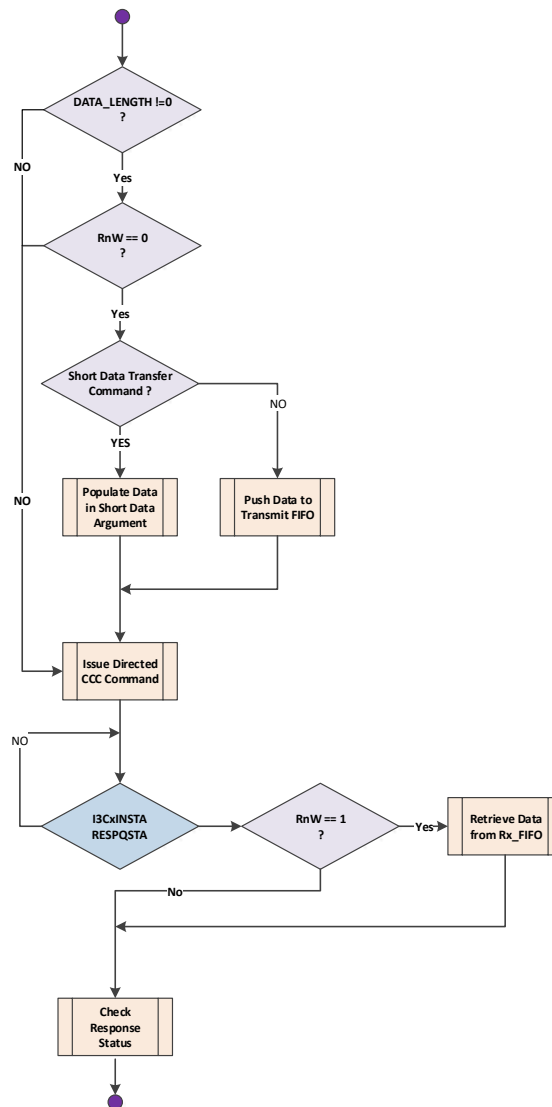 DATA_LENGTH !=0
?
NO
Yes
RnW == 0
?
Yes
Short Data Transfer
Command ?
NO
YES
NO
Populate Data
in Short Data
Argument
Push Data to
Transmit FIFO
Issue Directed
CCC Command
NO
I3CxINSTA
RESPQSTA
RnW == 1
?
Yes
Retrieve Data
from Rx_FIFO
No
Check
Response
Status